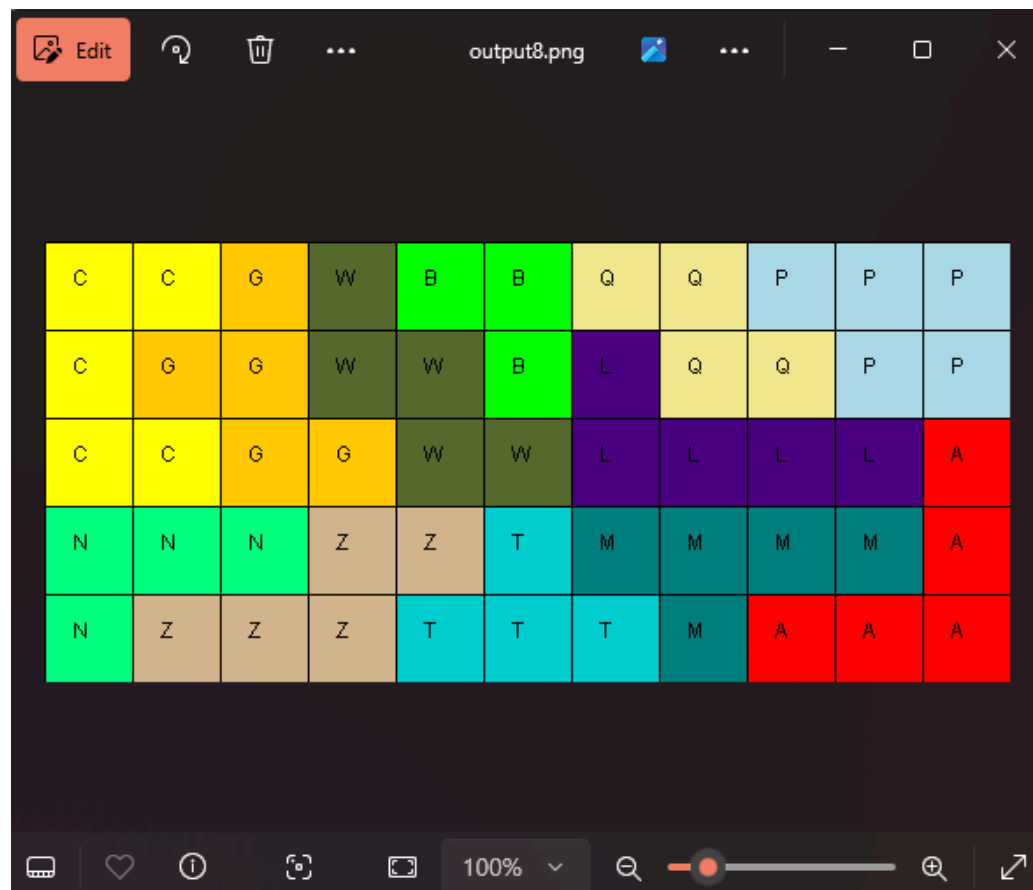 Edit output8.png
C C G W B B Q Q P P P
C G G W W B L Q Q P P
C C G G W W L L L L A
N N N Z Z T M M M M A
N Z Z Z T T T M A A A
100%